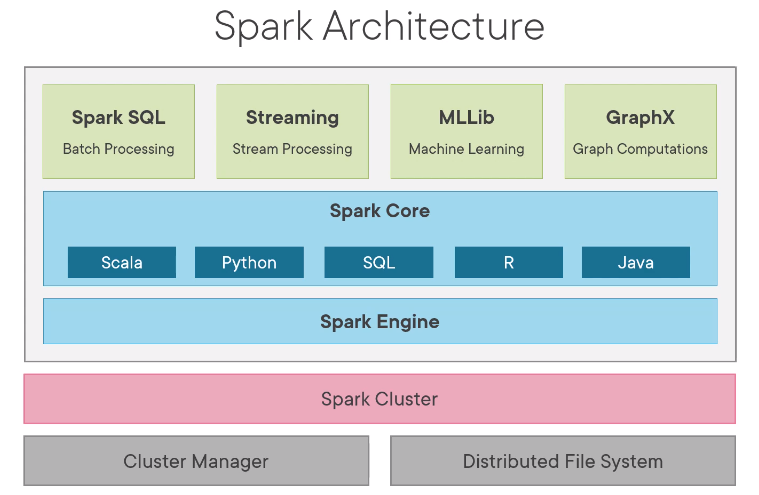 Spark Architecture
Spark SQL
Batch Processing
Streaming
Stream Processing
MLLib
Machine Learning
GraphX
Graph Computations
Spark Core
Scala
Python
SQL
R
Java
Spark Engine
Spark Cluster
Cluster Manager
Distributed File System